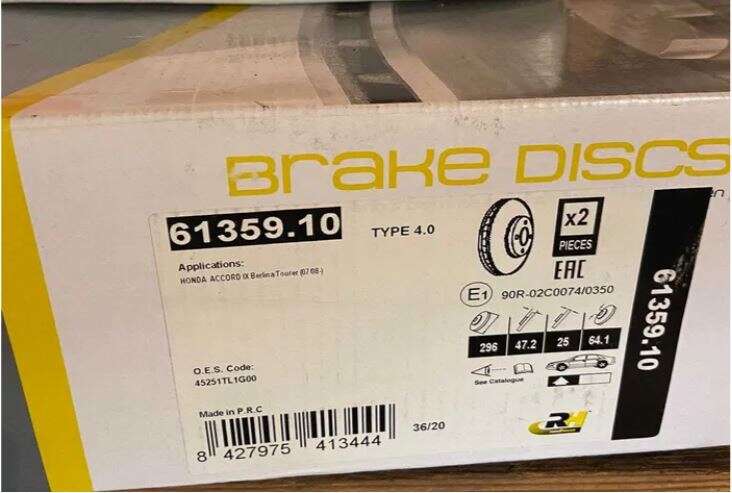 Brake DISCS
61359.10
TYPE 4.0
x2
PIECES
EAC
Applications:
HONDA ACCORD IX Berlina Tourer (07/08-)
E1 90R-02C0074/0350
296 47.2 25 64.1
See Catalogue
O.E.S. Code:
45251TL1G00
Made in P.R.C
8 427975 413444
36/20
RH
61359.10